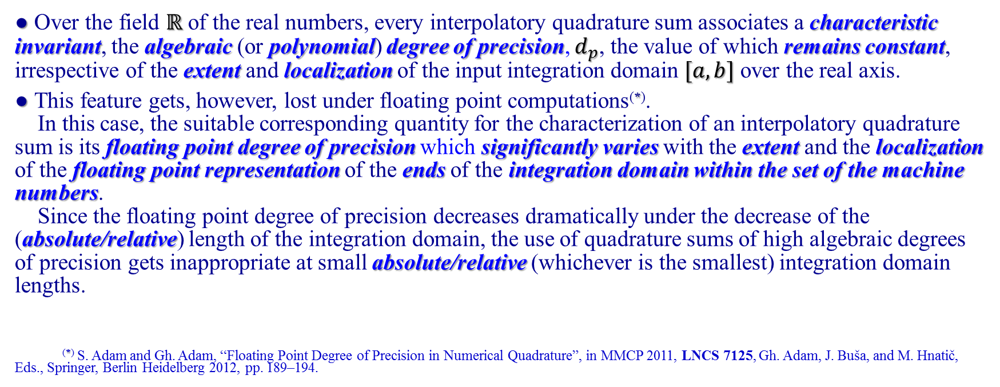 ● Over the field ℝ of the real numbers, every interpolatory quadrature sum associates a characteristic
invariant, the algebraic (or polynomial) degree of precision, dₚ, the value of which remains constant,
irrespective of the extent and localization of the input integration domain [a, b] over the real axis.
● This feature gets, however, lost under floating point computations(*).
In this case, the suitable corresponding quantity for the characterization of an interpolatory quadrature
sum is its floating point degree of precision which significantly varies with the extent and the localization
of the floating point representation of the ends of the integration domain within the set of the machine
numbers.
Since the floating point degree of precision decreases dramatically under the decrease of the
(absolute/relative) length of the integration domain, the use of quadrature sums of high algebraic degrees
of precision gets inappropriate at small absolute/relative (whichever is the smallest) integration domain
lengths.
(*) S. Adam and Gh. Adam, “Floating Point Degree of Precision in Numerical Quadrature”, in MMCP 2011, LNCS 7125, Gh. Adam, J. Buša, and M. Hnatič,
Eds., Springer, Berlin Heidelberg 2012, pp. 189–194.